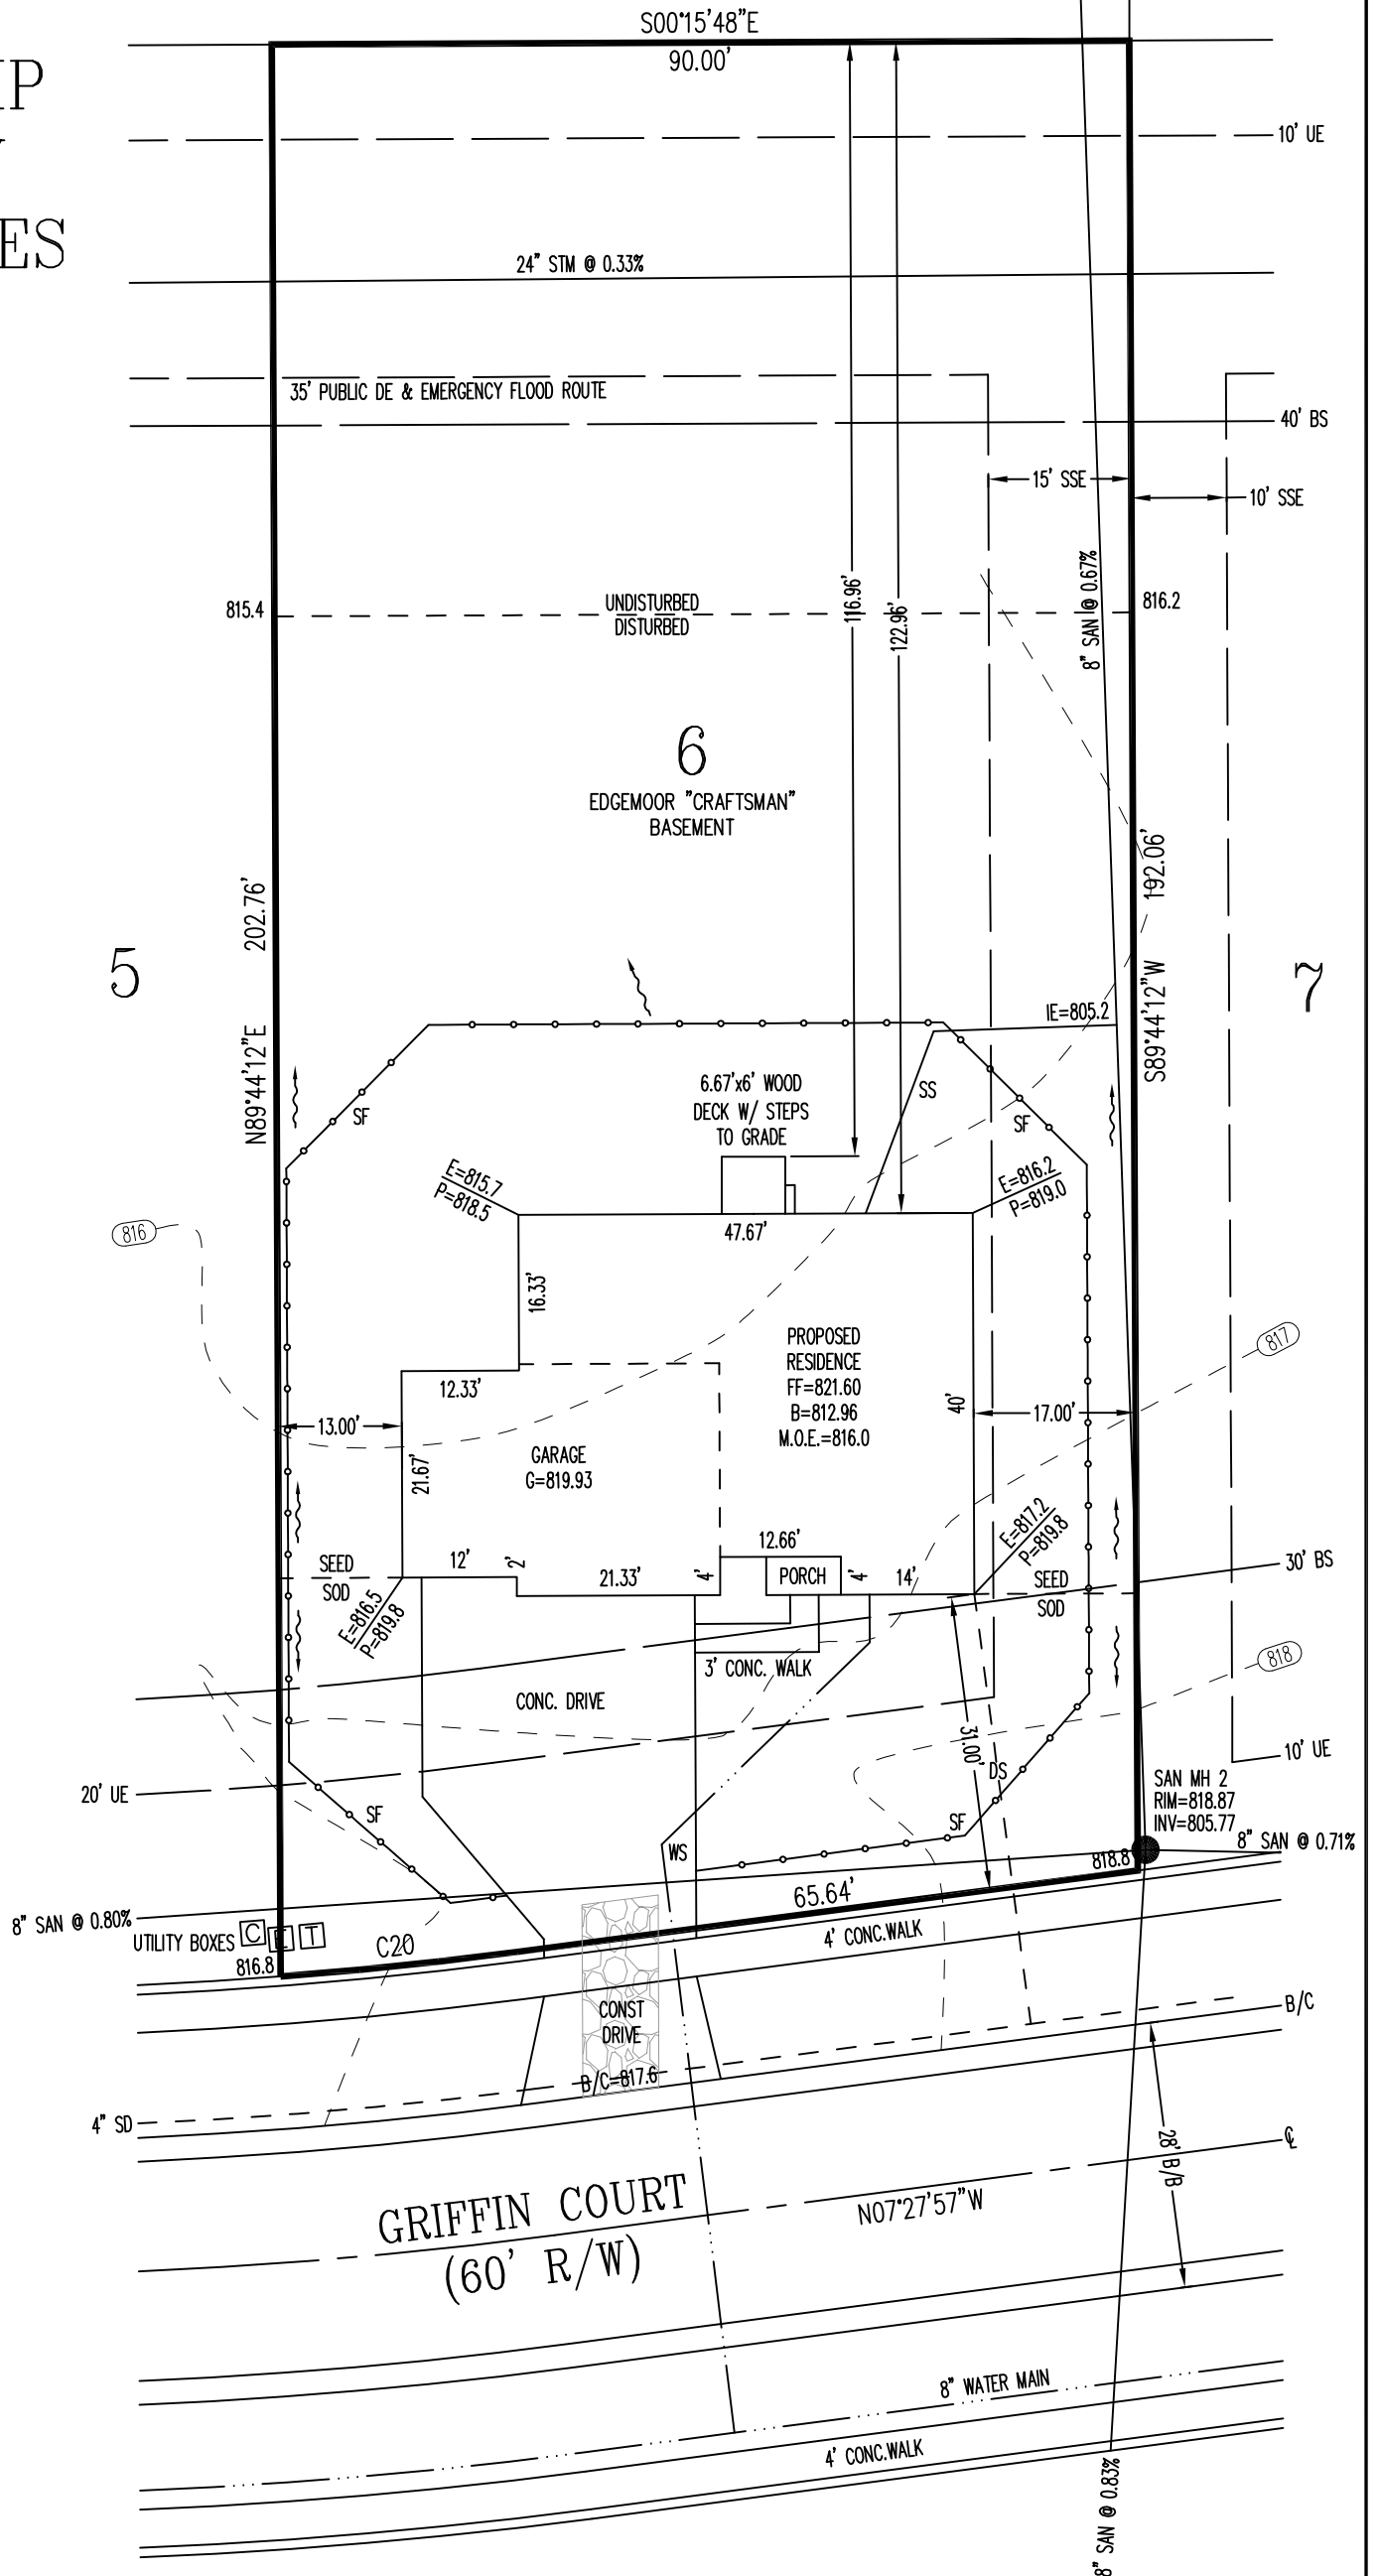 S00°15'48"E
90.00'
IP
ES
10' UE
24" STM @ 0.33%
35' PUBLIC DE & EMERGENCY FLOOD ROUTE
40' BS
15' SSE
10' SSE
8" SAN @ 0.67%
116.96'
122.96'
815.4
UNDISTURBED
DISTURBED
816.2
6
EDGEMOOR "CRAFTSMAN"
BASEMENT
N89°44'12"E 202.76'
S89°44'12"W 192.06'
5
7
IE=805.2
SS
SF
SF
6.67'x6' WOOD
DECK W/ STEPS
TO GRADE
E=815.7
P=818.5
E=816.2
P=819.0
816
47.67'
16.33'
PROPOSED
RESIDENCE
FF=821.60
B=812.96
M.O.E.=816.0
817
12.33'
40'
13.00'
17.00'
GARAGE
G=819.93
21.67'
E=817.2
P=819.8
12.66'
SEED
SOD
12'
2'
21.33'
4'
PORCH
4'
14'
SEED
SOD
30' BS
E=816.5
P=819.8
3' CONC. WALK
818
CONC. DRIVE
31.00'
DS
10' UE
20' UE
SAN MH 2
RIM=818.87
INV=805.77
SF
SF
WS
8" SAN @ 0.71%
818.8
65.64'
8" SAN @ 0.80%
UTILITY BOXES
C
E
T
C20
4' CONC.WALK
816.8
CONST
DRIVE
B/C
B/C=817.6
4" SD
28' B/B
℄
GRIFFIN COURT
(60' R/W)
N07°27'57"W
8" WATER MAIN
4' CONC.WALK
8" SAN @ 0.83%